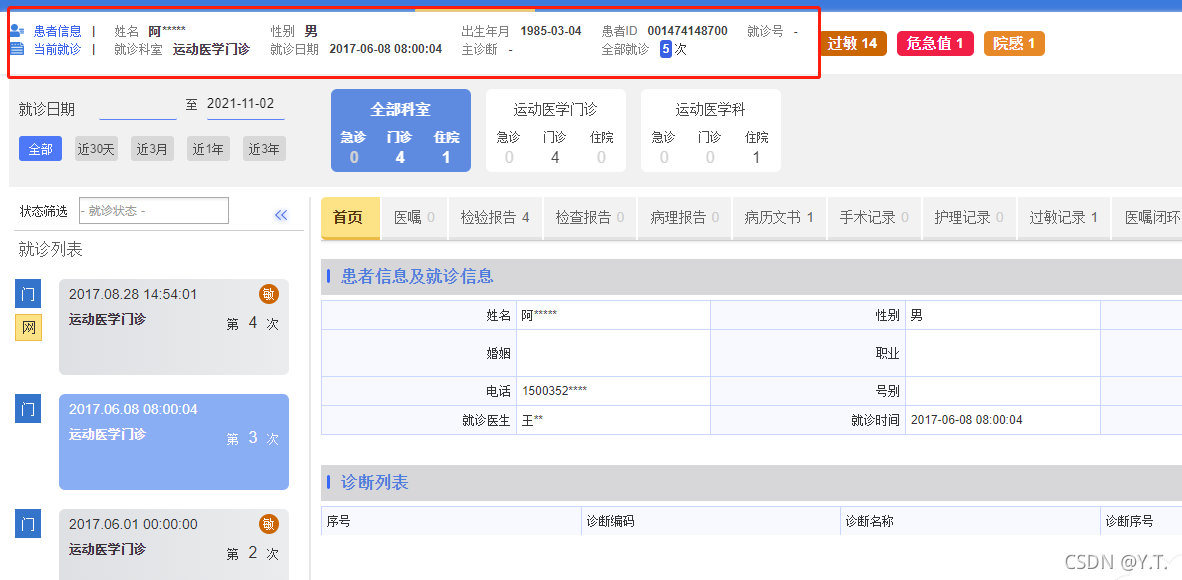 患者信息 | 姓名 阿***** 性别 男 出生年月 1985-03-04 患者ID 001474148700 就诊号 -
当前就诊 | 就诊科室 运动医学门诊 就诊日期 2017-06-08 08:00:04 主诊断 - 全部就诊 5 次
过敏 14 危急值 1 院感 1
就诊日期 至 2021-11-02
全部 近30天 近3月 近1年 近3年
全部科室
急诊 门诊 住院
0 4 1
运动医学门诊
急诊 门诊 住院
0 4 0
运动医学科
急诊 门诊 住院
0 0 1
状态筛选 - 就诊状态 - «
就诊列表
门 2017.08.28 14:54:01 敏
网 运动医学门诊 第 4 次
门 2017.06.08 08:00:04
运动医学门诊 第 3 次
门 2017.06.01 00:00:00 敏
运动医学门诊 第 2 次
首页 医嘱 0 检验报告 4 检查报告 0 病理报告 0 病历文书 1 手术记录 0 护理记录 0 过敏记录 1 医嘱闭环
患者信息及就诊信息
姓名 阿***** 性别 男
婚姻 职业
电话 1500352**** 号别
就诊医生 王** 就诊时间 2017-06-08 08:00:04
诊断列表
序号 诊断编码 诊断名称 诊断序号
CSDN @Y.T.